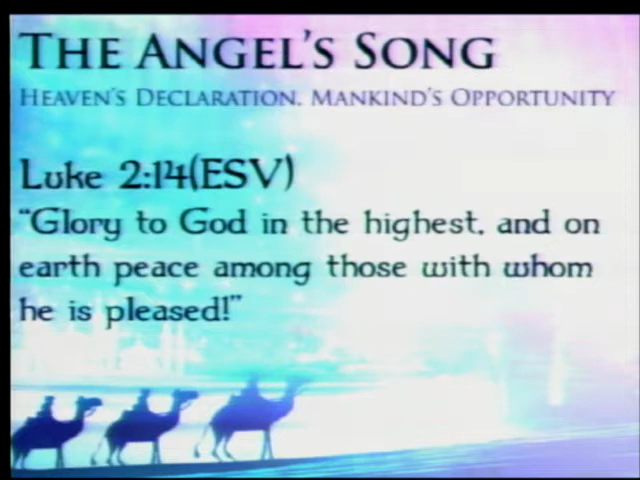 THE ANGEL'S SONG
HEAVEN'S DECLARATION. MANKIND'S OPPORTUNITY
Luke 2:14(ESV)
"Glory to God in the highest, and on
earth peace among those with whom
he is pleased!"